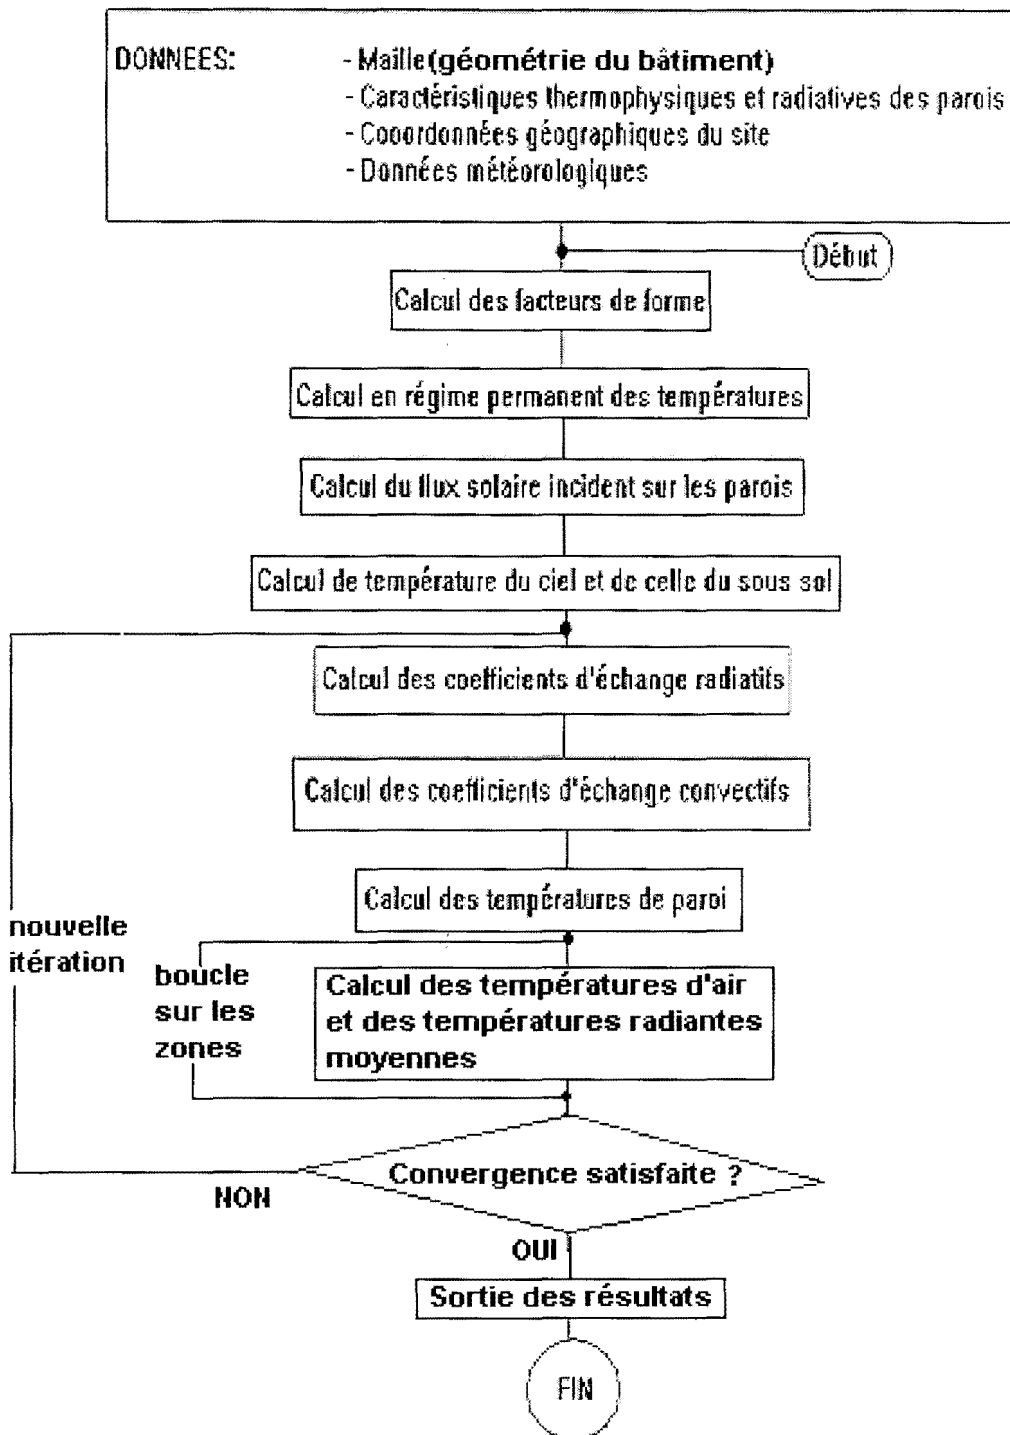 DONNEES: - Maille(géométrie du bâtiment)
- Caractéristiques thermophysiques et radiatives des parois
- Cooordonnées géographiques du site
- Données météorologiques
Début
Calcul des facteurs de forme
Calcul en régime permanent des températures
Calcul du flux solaire incident sur les parois
Calcul de température du ciel et de celle du sous sol
Calcul des coefficients d'échange radiatifs
Calcul des coefficients d'échange convectifs
Calcul des températures de paroi
nouvelle
itération
boucle
sur les
zones
Calcul des températures d'air
et des températures radiantes
moyennes
Convergence satisfaite ?
NON
OUI
Sortie des résultats
FIN